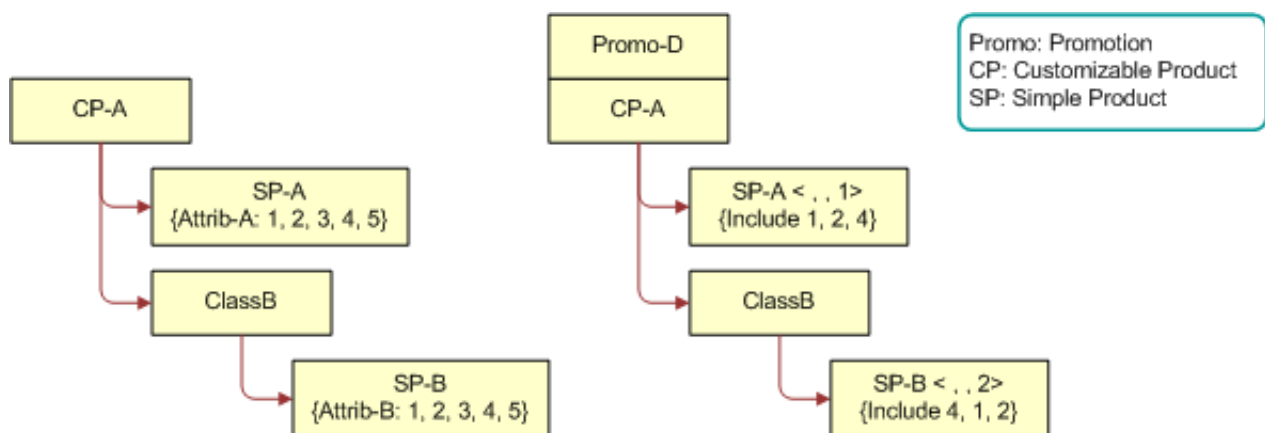 CP-A
SP-A
{Attrib-A: 1, 2, 3, 4, 5}
ClassB
SP-B
{Attrib-B: 1, 2, 3, 4, 5}
Promo-D
CP-A
SP-A < , , 1>
{Include 1, 2, 4}
ClassB
SP-B < , , 2>
{Include 4, 1, 2}
Promo: Promotion
CP: Customizable Product
SP: Simple Product